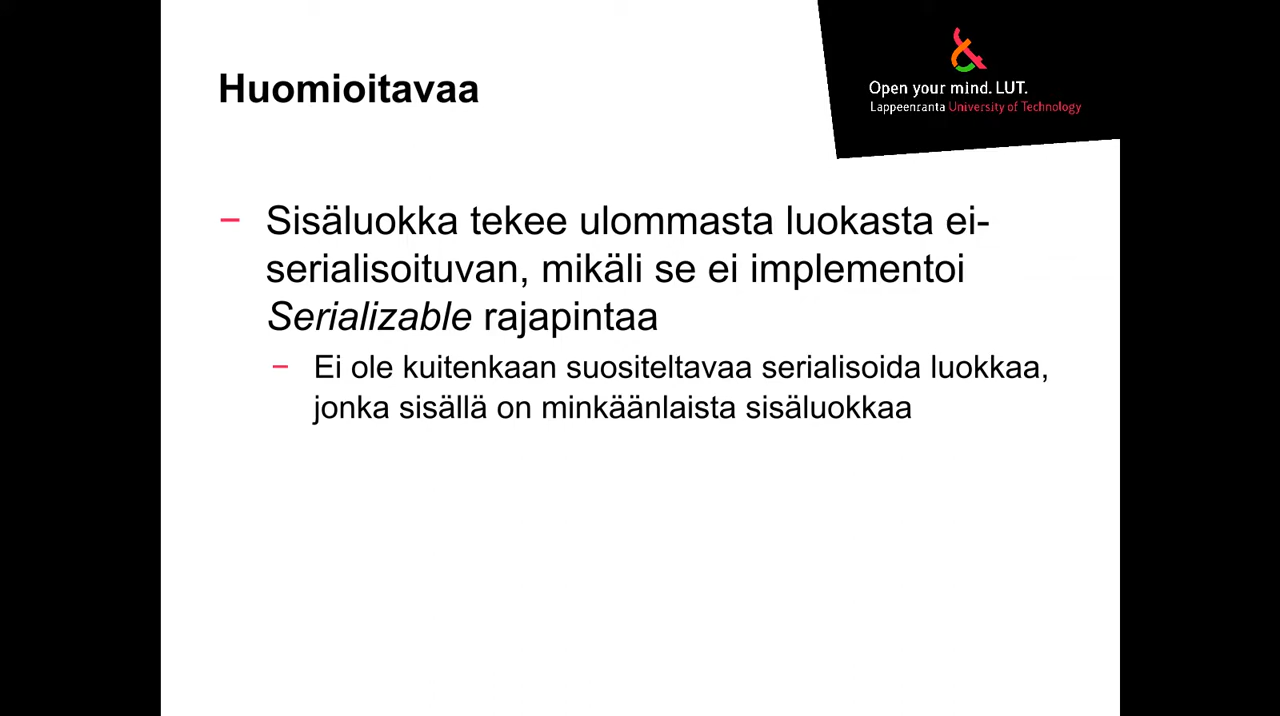 Huomioitavaa
Open your mind. LUT.
Lappeenranta University of Technology
– Sisäluokka tekee ulommasta luokasta ei-
serialisoituvan, mikäli se ei implementoi
Serializable rajapintaa
– Ei ole kuitenkaan suositeltavaa serialisoida luokkaa,
jonka sisällä on minkäänlaista sisäluokkaa